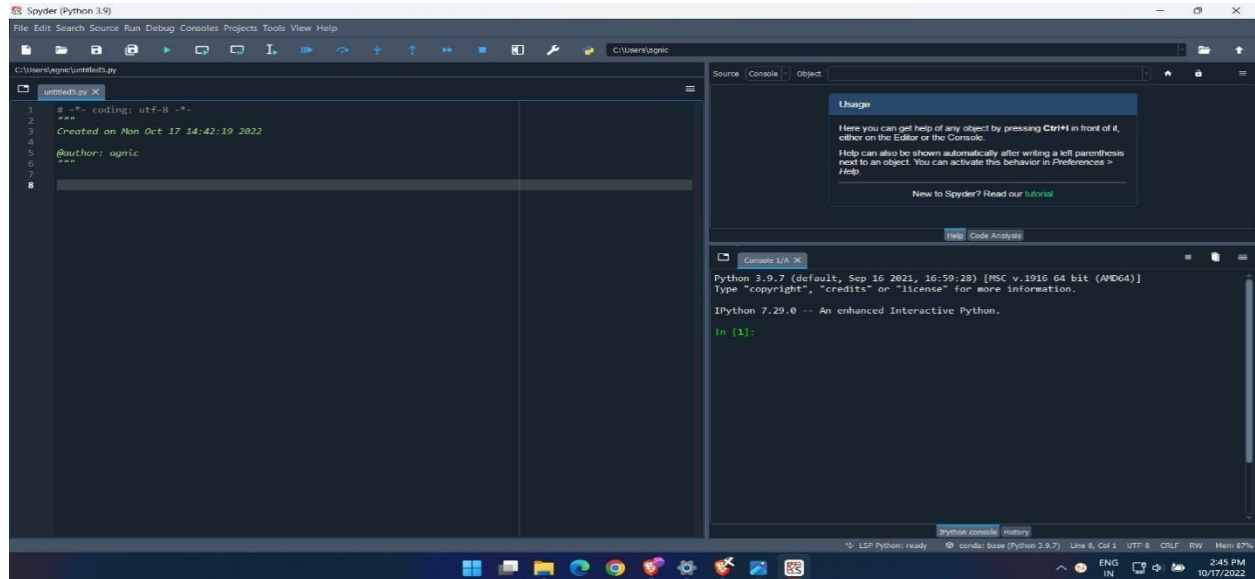 Spyder (Python 3.9)
File Edit Search Source Run Debug Consoles Projects Tools View Help
C:\Users\agnic
C:\Users\agnic\untitled5.py
untitled5.py
1 # -*- coding: utf-8 -*-
2 """
3 Created on Mon Oct 17 14:42:19 2022
4
5 @author: agnic
6 """
7
8
Source Console Object
Usage
Here you can get help of any object by pressing Ctrl+I in front of it,
either on the Editor or the Console.
Help can also be shown automatically after writing a left parenthesis
next to an object. You can activate this behavior in Preferences >
Help.
New to Spyder? Read our tutorial
Help Code Analysis
Console 1/A
Python 3.9.7 (default, Sep 16 2021, 16:59:28) [MSC v.1916 64 bit (AMD64)]
Type "copyright", "credits" or "license" for more information.
IPython 7.29.0 -- An enhanced Interactive Python.
In [1]:
IPython console History
LSP Python: ready conda: base (Python 3.9.7) Line 8, Col 1 UTF-8 CRLF RW Mem 87%
ENG
IN
2:45 PM
10/17/2022